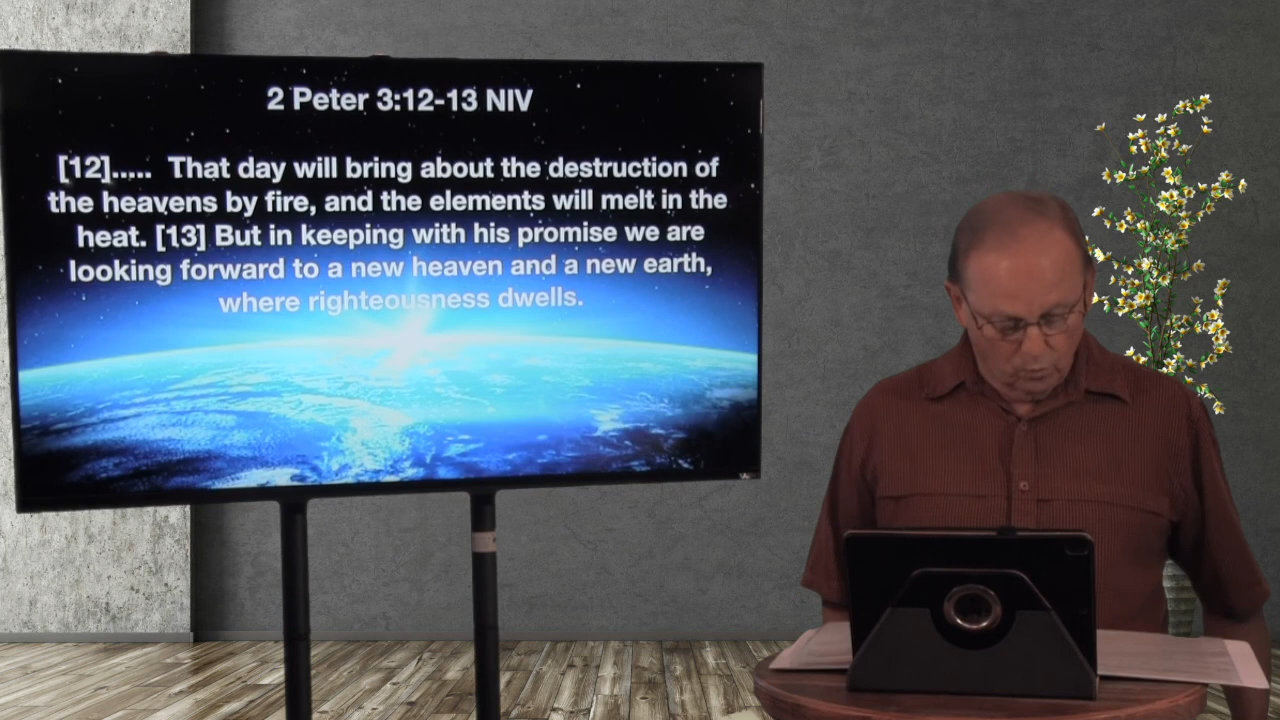 2 Peter 3:12-13 NIV
[12]..... That day will bring about the destruction of
the heavens by fire, and the elements will melt in the
heat. [13] But in keeping with his promise we are
looking forward to a new heaven and a new earth,
where righteousness dwells.